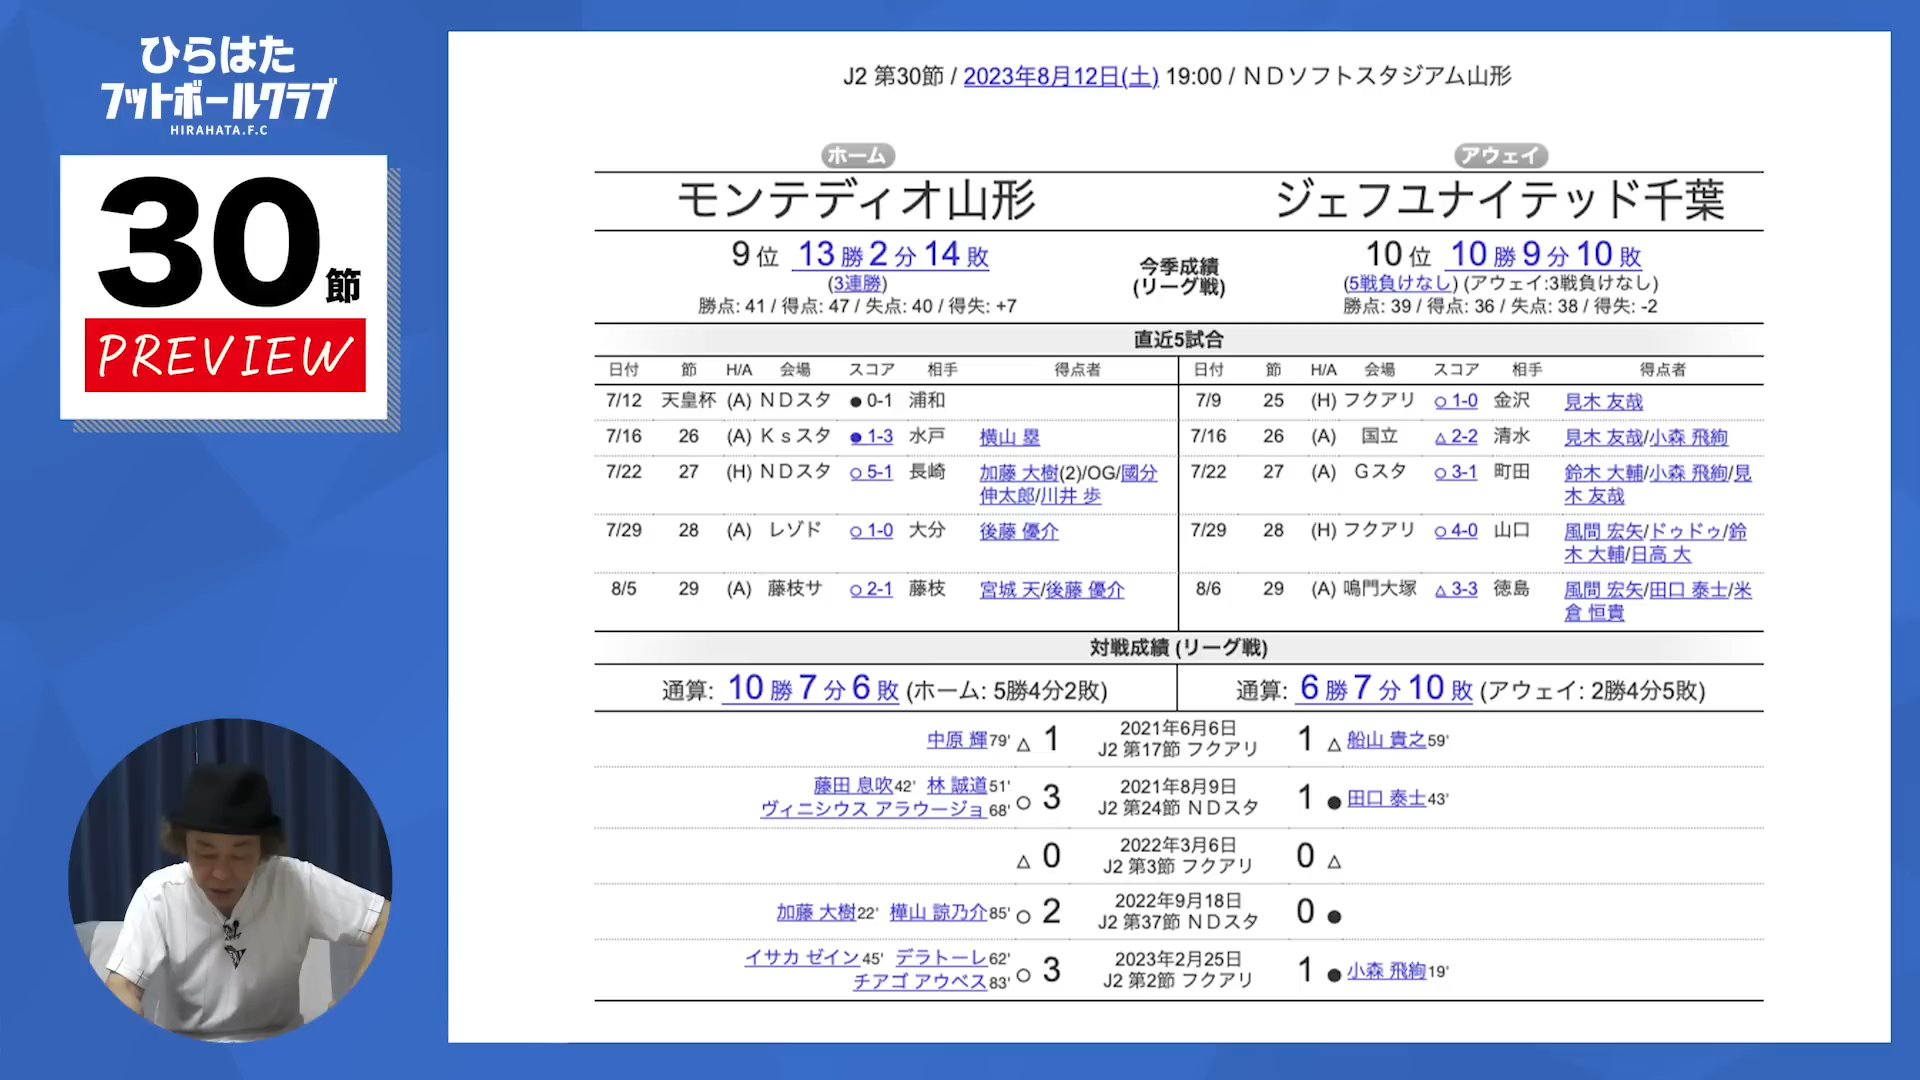 ひらはた
フットボールクラブ
HIRAHATA.F.C
30節
PREVIEW
J2 第30節 / 2023年8月12日(土) 19:00 / NDソフトスタジアム山形
ホーム アウェイ
モンテディオ山形 ジェフユナイテッド千葉
9位 13勝2分14敗 今季成績 (リーグ戦) 10位 10勝9分10敗
(3連勝) (5戦負けなし) (アウェイ:3戦負けなし)
勝点: 41 / 得点: 47 / 失点: 40 / 得失: +7 勝点: 39 / 得点: 36 / 失点: 38 / 得失: -2
直近5試合
日付 節 H/A 会場 スコア 相手 得点者 日付 節 H/A 会場 スコア 相手 得点者
7/12 天皇杯 (A) NDスタ ●0-1 浦和 7/9 25 (H) フクアリ ○1-0 金沢 見木 友哉
7/16 26 (A) Ksスタ ●1-3 水戸 横山 塁 7/16 26 (A) 国立 △2-2 清水 見木 友哉/小森 飛絢
7/22 27 (H) NDスタ ○5-1 長崎 加藤 大樹(2)/OG/國分 7/22 27 (A) Gスタ ○3-1 町田 鈴木 大輔/小森 飛絢/見
伸太郎/川井 歩 木 友哉
7/29 28 (A) レゾド ○1-0 大分 後藤 優介 7/29 28 (H) フクアリ ○4-0 山口 風間 宏矢/ドゥドゥ/鈴
木 大輔/日高 大
8/5 29 (A) 藤枝サ ○2-1 藤枝 宮城 天/後藤 優介 8/6 29 (A) 鳴門大塚 △3-3 徳島 風間 宏矢/田口 泰士/米
倉 恒貴
対戦成績 (リーグ戦)
通算: 10勝7分6敗 (ホーム: 5勝4分2敗) 通算: 6勝7分10敗 (アウェイ: 2勝4分5敗)
中原 輝79' △ 1 2021年6月6日 1 △ 船山 貴之59'
J2 第17節 フクアリ
藤田 息吹42' 林 誠道51' ○ 3 2021年8月9日 1 ● 田口 泰士43'
ヴィニシウス アラウージョ68' J2 第24節 NDスタ
△ 0 2022年3月6日 0 △
J2 第3節 フクアリ
加藤 大樹22' 樺山 諒乃介85' ○ 2 2022年9月18日 0 ●
J2 第37節 NDスタ
イサカ ゼイン45' デラトーレ62' ○ 3 2023年2月25日 1 ● 小森 飛絢19'
チアゴ アウベス83' J2 第2節 フクアリ